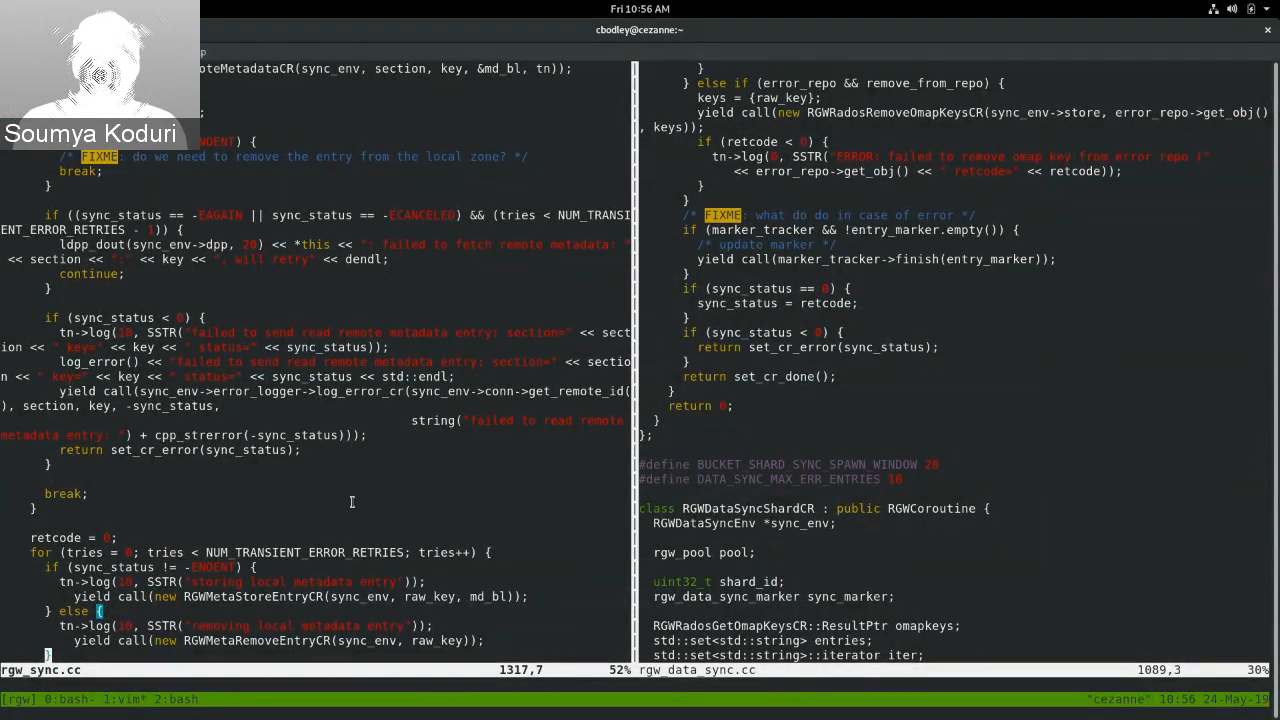 Fri 10:56 AM
cbodley@cezanne:~
Soumya Koduri
p
oteMetadataCR(sync_env, section, key, &md_bl, tn));
;
NOENT) {
/* FIXME: do we need to remove the entry from the local zone? */
break;
}
if ((sync_status == -EAGAIN || sync_status == -ECANCELED) && (tries < NUM_TRANSI
ENT_ERROR_RETRIES - 1)) {
ldpp_dout(sync_env->dpp, 20) << *this << ": failed to fetch remote metadata: "
<< section << ":" << key << ", will retry" << dendl;
continue;
}
if (sync_status < 0) {
tn->log(10, SSTR("failed to send read remote metadata entry: section=" << sect
ion << " key=" << key << " status=" << sync_status));
log_error() << "failed to send read remote metadata entry: section=" << sectio
n << " key=" << key << " status=" << sync_status << std::endl;
yield call(sync_env->error_logger->log_error_cr(sync_env->conn->get_remote_id(
), section, key, -sync_status,
string("failed to read remote
metadata entry: ") + cpp_strerror(-sync_status)));
return set_cr_error(sync_status);
}
break;
}
retcode = 0;
for (tries = 0; tries < NUM_TRANSIENT_ERROR_RETRIES; tries++) {
if (sync_status != -ENOENT) {
tn->log(10, SSTR("storing local metadata entry"));
yield call(new RGWMetaStoreEntryCR(sync_env, raw_key, md_bl));
} else {
tn->log(10, SSTR("removing local metadata entry"));
yield call(new RGWMetaRemoveEntryCR(sync_env, raw_key));
}
rgw_sync.cc 1317,7 52%
}
} else if (error_repo && remove_from_repo) {
keys = {raw_key};
yield call(new RGWRadosRemoveOmapKeysCR(sync_env->store, error_repo->get_obj()
, keys));
if (retcode < 0) {
tn->log(0, SSTR("ERROR: failed to remove omap key from error repo ("
<< error_repo->get_obj() << " retcode=" << retcode));
}
}
/* FIXME: what do do in case of error */
if (marker_tracker && !entry_marker.empty()) {
/* update marker */
yield call(marker_tracker->finish(entry_marker));
}
if (sync_status == 0) {
sync_status = retcode;
}
if (sync_status < 0) {
return set_cr_error(sync_status);
}
return set_cr_done();
}
return 0;
}
};
#define BUCKET_SHARD_SYNC_SPAWN_WINDOW 20
#define DATA_SYNC_MAX_ERR_ENTRIES 10
class RGWDataSyncShardCR : public RGWCoroutine {
RGWDataSyncEnv *sync_env;
rgw_pool pool;
uint32_t shard_id;
rgw_data_sync_marker sync_marker;
RGWRadosGetOmapKeysCR::ResultPtr omapkeys;
std::set<std::string> entries;
std::set<std::string>::iterator iter;
rgw_data_sync.cc 1089,3 30%
[rgw] 0:bash- 1:vim* 2:bash "cezanne" 10:56 24-May-19